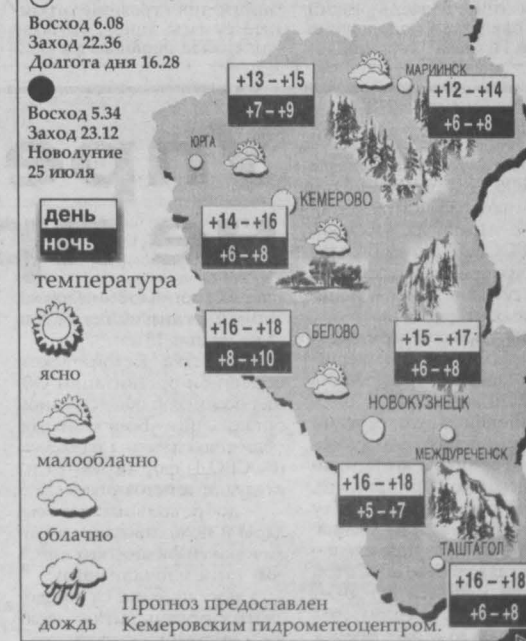 Восход 6.08
Заход 22.36
Долгота дня 16.28
Восход 5.34
Заход 23.12
Новолуние
25 июля
день
ночь
температура
ясно
малооблачно
облачно
дождь
+13 – +15
+7 – +9
МАРИИНСК
+12 – +14
+6 – +8
ЮРГА
КЕМЕРОВО
+14 – +16
+6 – +8
+16 – +18
+8 – +10
БЕЛОВО
+15 – +17
+6 – +8
НОВОКУЗНЕЦК
МЕЖДУРЕЧЕНСК
+16 – +18
+5 – +7
ТАШТАГОЛ
+16 – +18
+6 – +8
Прогноз предоставлен
Кемеровским гидрометеоцентром.